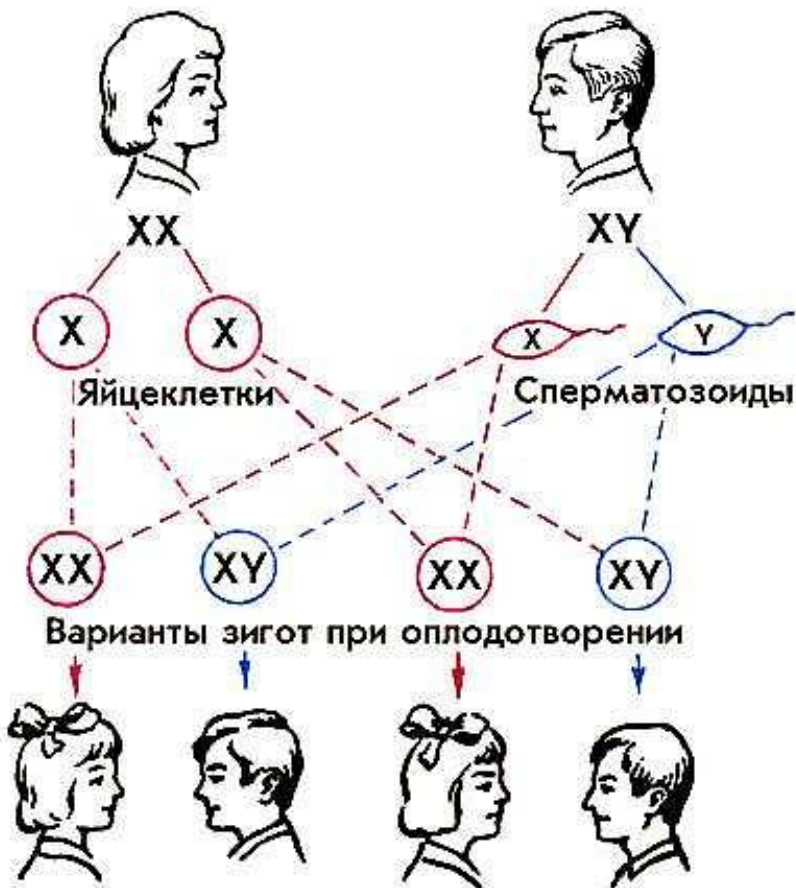 XX XY
X X X Y
Яйцеклетки Сперматозоиды
XX XY XX XY
Варианты зигот при оплодотворении